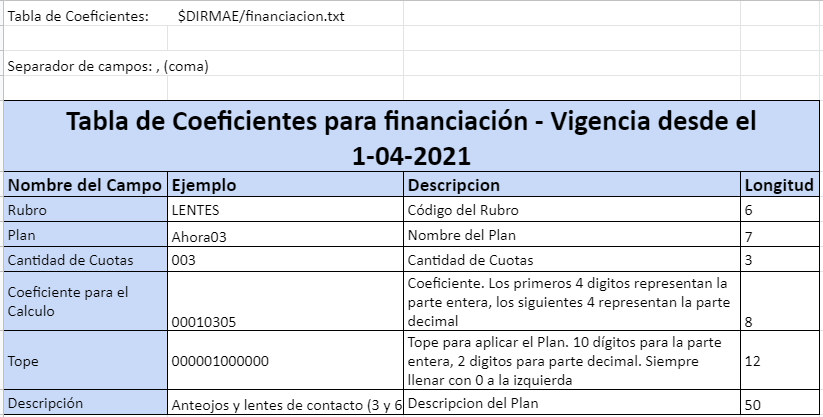 Tabla de Coeficientes: $DIRMAE/financiacion.txt
Separador de campos: , (coma)
Tabla de Coeficientes para financiación - Vigencia desde el
1-04-2021
Nombre del Campo Ejemplo Descripcion Longitud
Rubro LENTES Código del Rubro 6
Plan Ahora03 Nombre del Plan 7
Cantidad de Cuotas 003 Cantidad de Cuotas 3
Coeficiente para el
Calculo 00010305 Coeficiente. Los primeros 4 digitos representan la
parte entera, los siguientes 4 representan la parte
decimal 8
Tope 000001000000 Tope para aplicar el Plan. 10 dígitos para la parte
entera, 2 digitos para parte decimal. Siempre
llenar con 0 a la izquierda 12
Descripción Anteojos y lentes de contacto (3 y 6 Descripcion del Plan 50